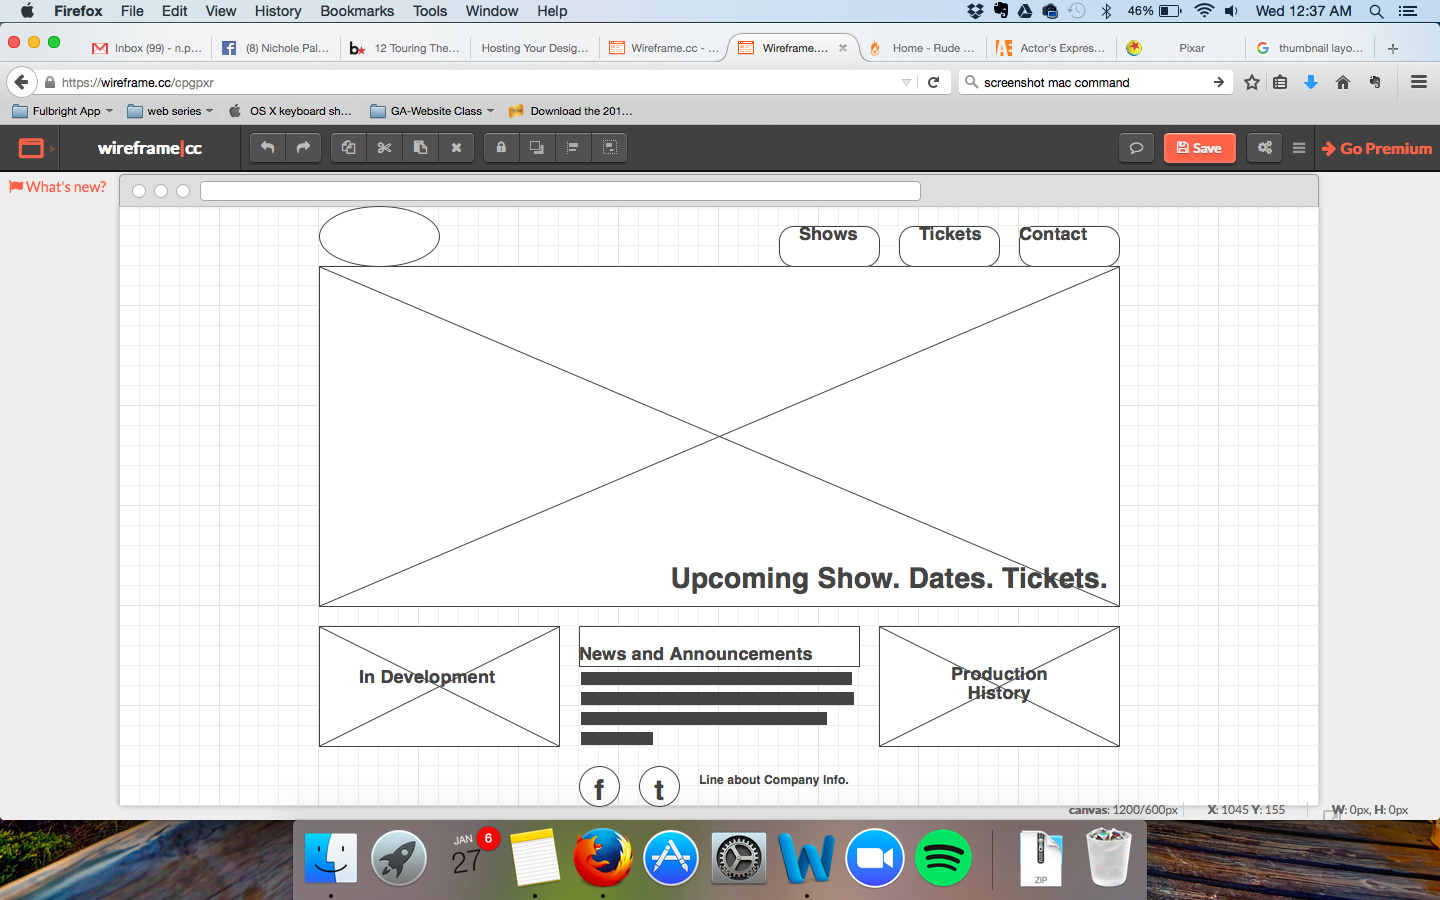 Firefox File Edit View History Bookmarks Tools Window Help 46% Wed 12:37 AM
Inbox (99) - n.p... (8) Nichole Pal... 12 Touring The... Hosting Your Desig... Wireframe.cc - ... Wireframe.... Home - Rude ... Actor's Expres... Pixar thumbnail layo...
https://wireframe.cc/cpgpxr screenshot mac command
Fulbright App web series OS X keyboard sh... GA-Website Class Download the 201...
wireframe|cc Save Go Premium
What's new?
Shows Tickets Contact
Upcoming Show. Dates. Tickets.
In Development
News and Announcements
Production
History
f t Line about Company Info.
canvas: 1200/600px X: 1045 Y: 155 W: 0px, H: 0px
JAN 6
27
ZIP